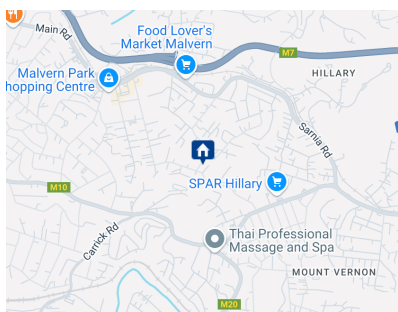 Main Rd
Food Lover's
Market Malvern
M7
Malvern Park
hopping Centre
HILLARY
Sarnia Rd
SPAR Hillary
M10
Carrick Rd
Thai Professional
Massage and Spa
MOUNT VERNON
M20